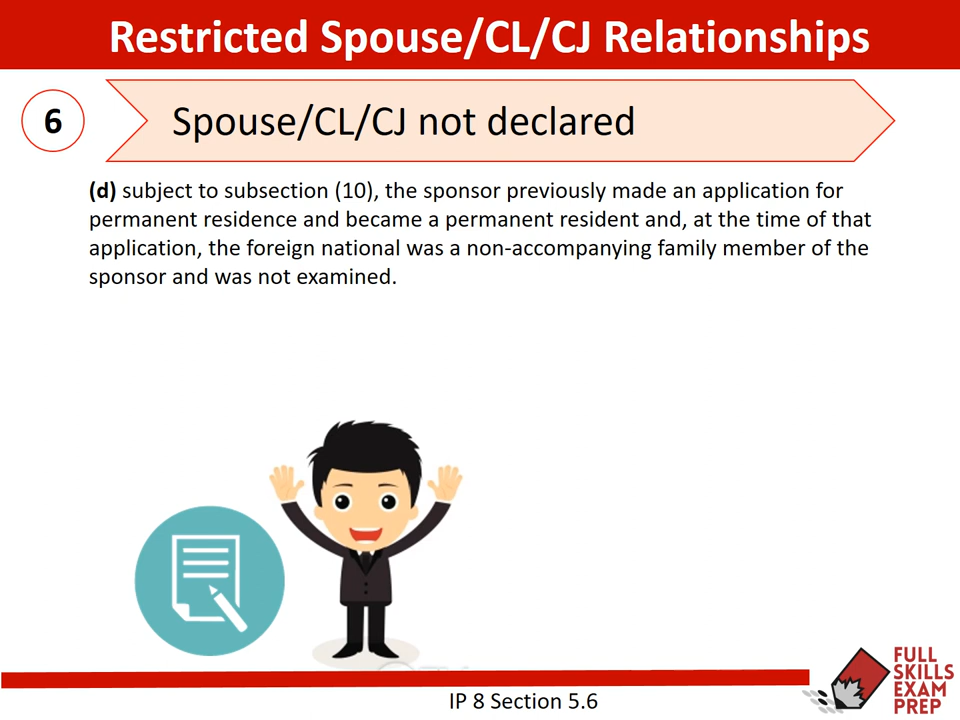 Restricted Spouse/CL/CJ Relationships
6
Spouse/CL/CJ not declared
(d) subject to subsection (10), the sponsor previously made an application for
permanent residence and became a permanent resident and, at the time of that
application, the foreign national was a non-accompanying family member of the
sponsor and was not examined.
IP 8 Section 5.6
FULL
SKILLS
EXAM
PREP